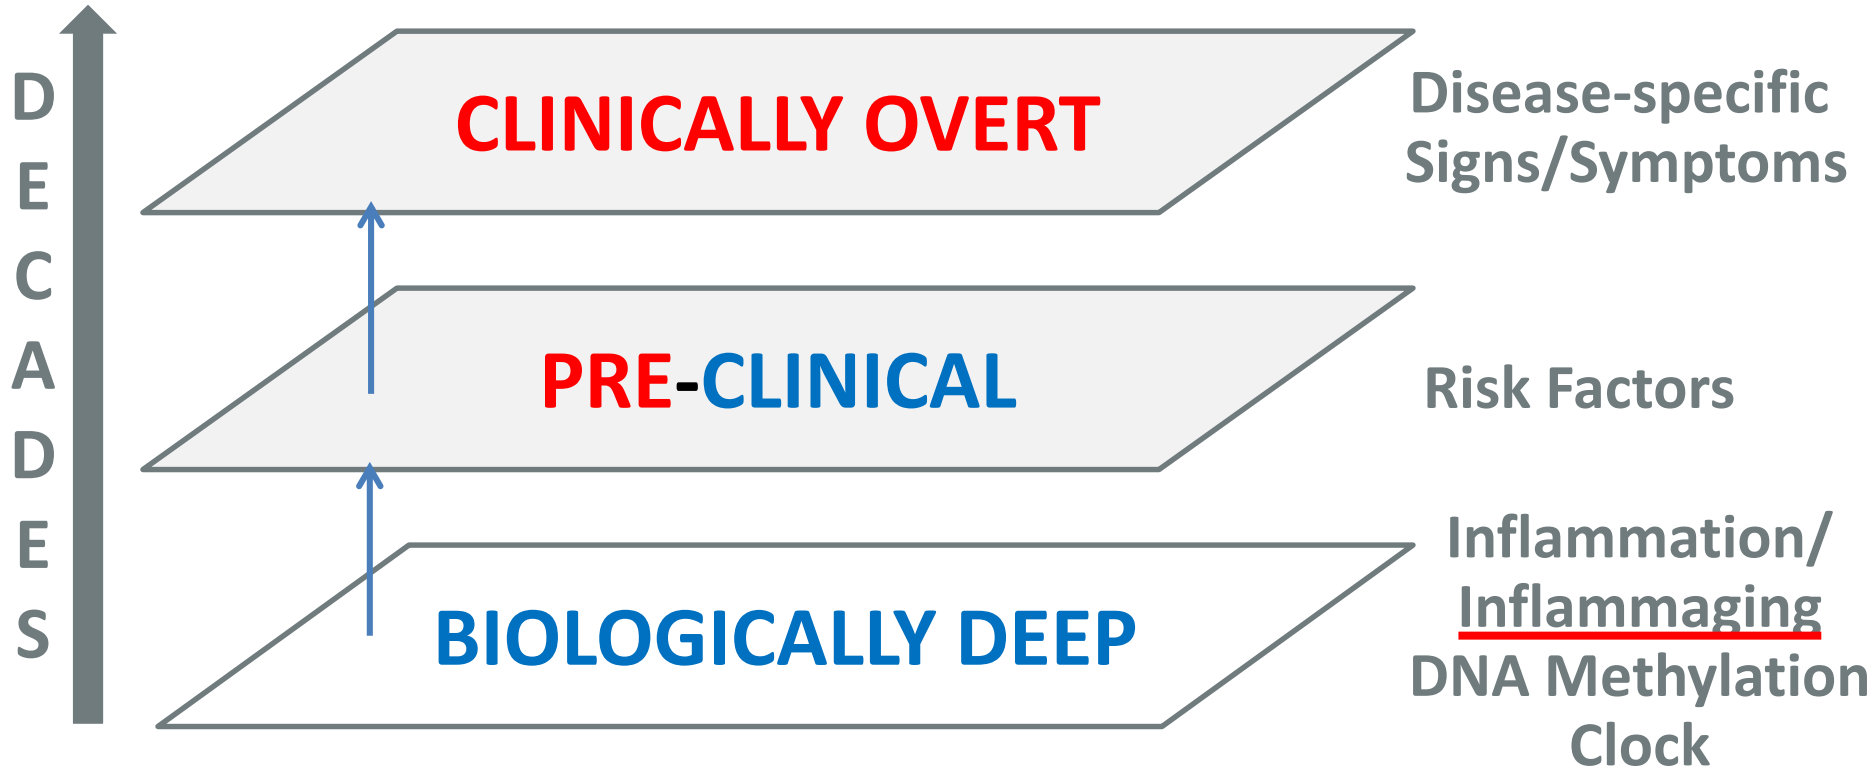 DECADES
CLINICALLY OVERT
Disease-specific
Signs/Symptoms
PRE-CLINICAL
Risk Factors
BIOLOGICALLY DEEP
Inflammation/
Inflammaging
DNA Methylation
Clock